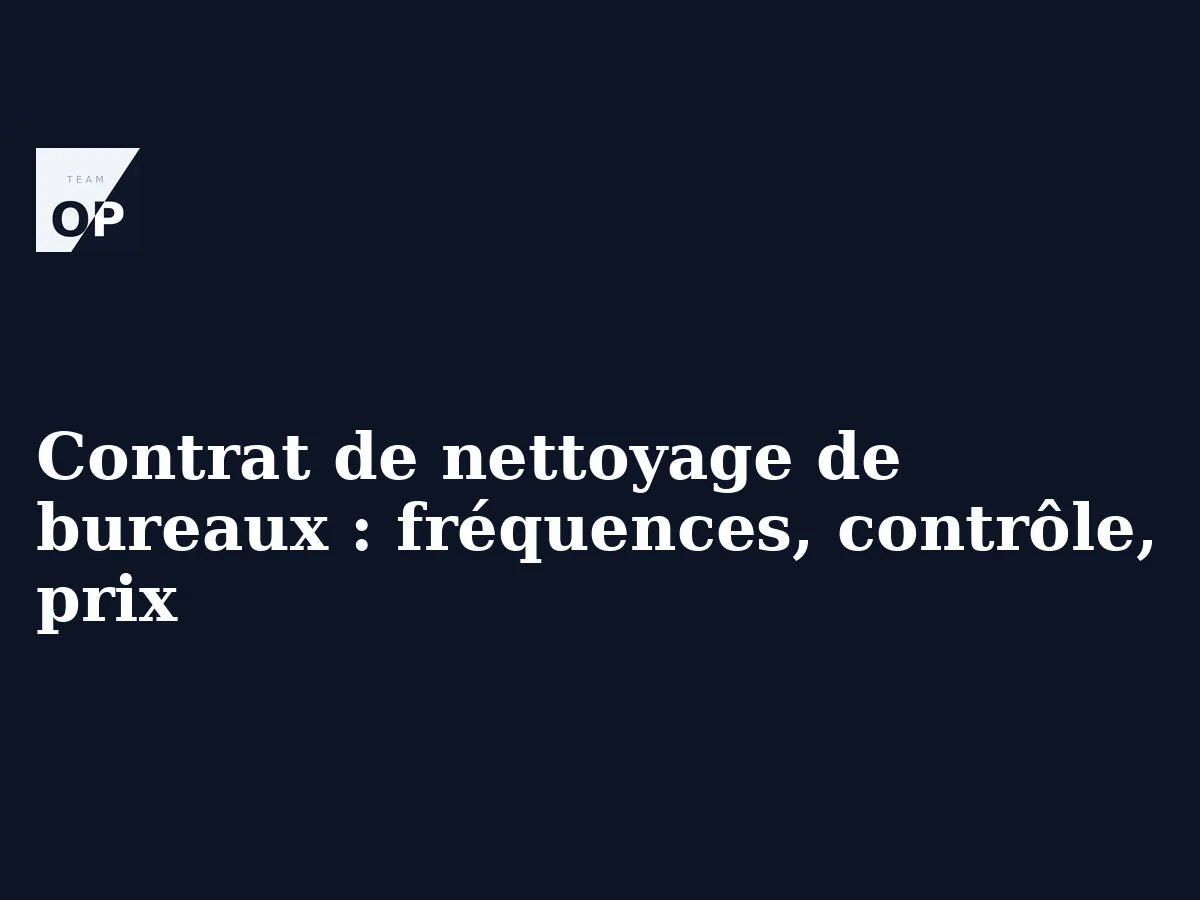 TEAM
OP
Contrat de nettoyage de
bureaux : fréquences, contrôle,
prix